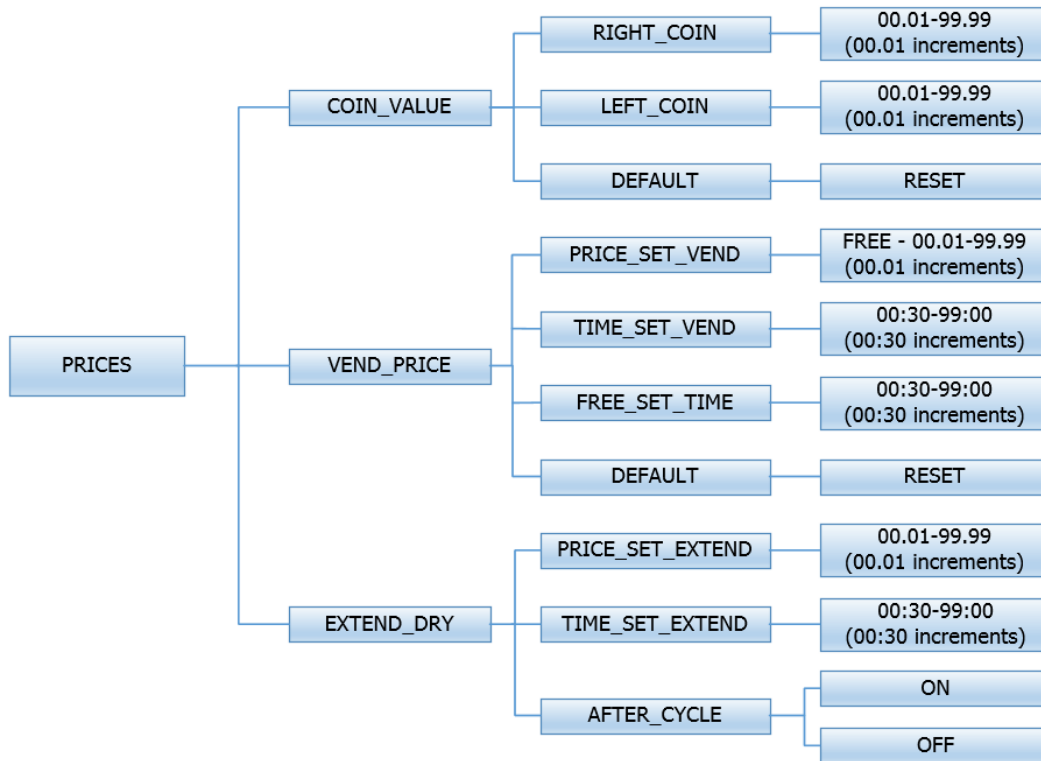 PRICES
COIN_VALUE
RIGHT_COIN
00.01-99.99
(00.01 increments)
LEFT_COIN
00.01-99.99
(00.01 increments)
DEFAULT
RESET
VEND_PRICE
PRICE_SET_VEND
FREE - 00.01-99.99
(00.01 increments)
TIME_SET_VEND
00:30-99:00
(00:30 increments)
FREE_SET_TIME
00:30-99:00
(00:30 increments)
DEFAULT
RESET
EXTEND_DRY
PRICE_SET_EXTEND
00.01-99.99
(00.01 increments)
TIME_SET_EXTEND
00:30-99:00
(00:30 increments)
AFTER_CYCLE
ON
OFF